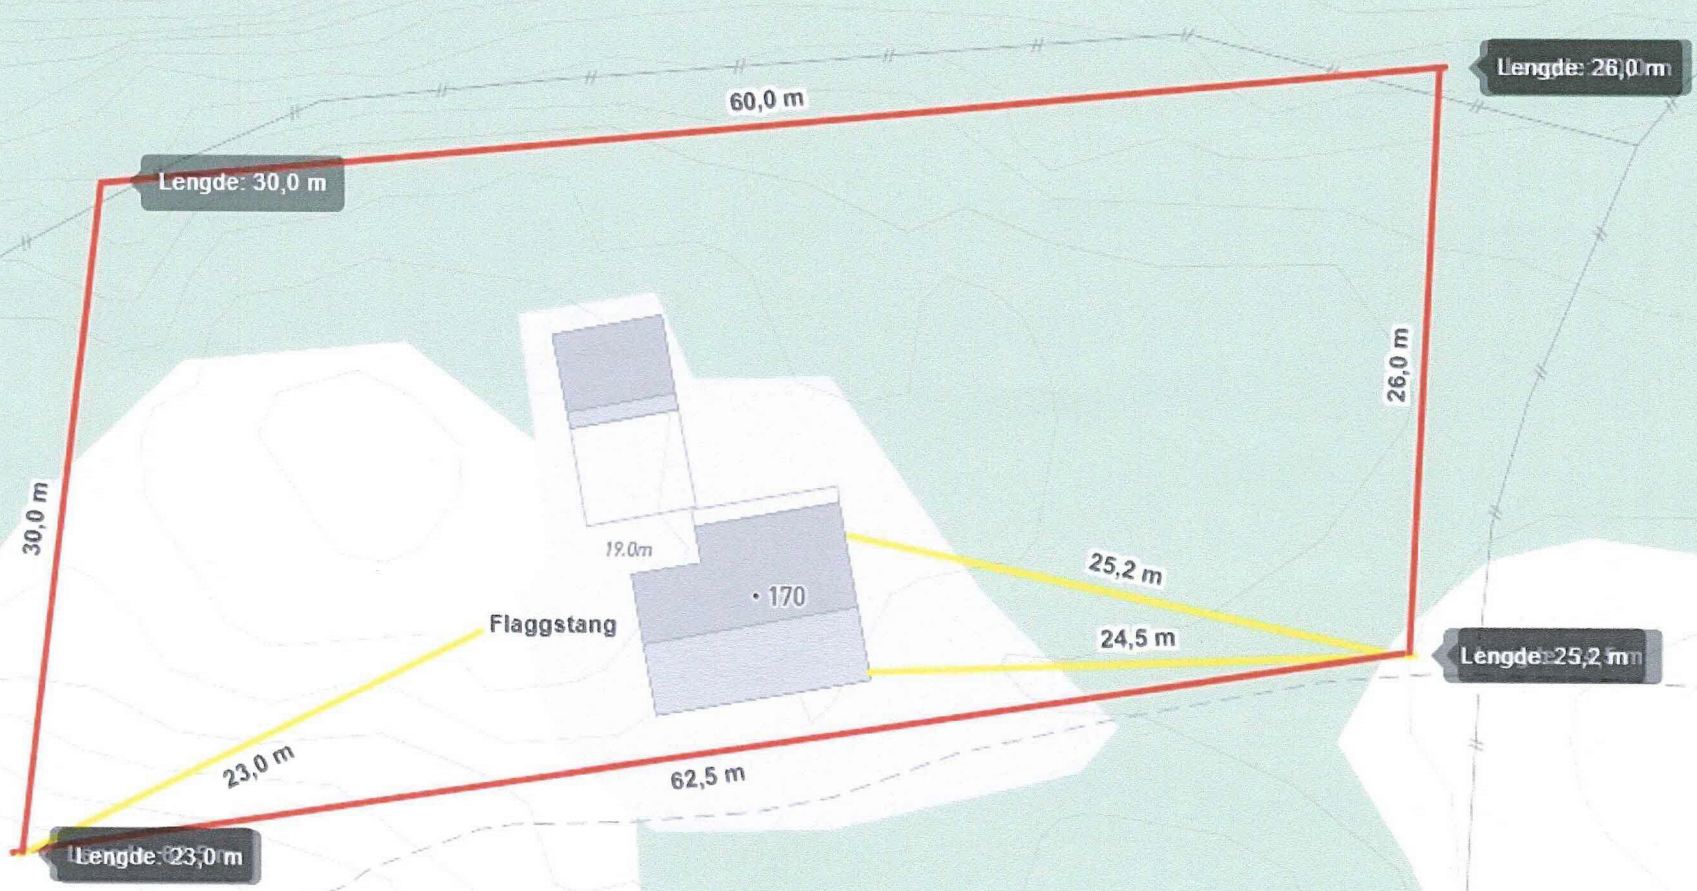 Lengde: 26,0 m
60,0 m
Lengde: 30,0 m
26,0 m
30,0 m
19.0m
25,2 m
170
Flaggstang
24,5 m
Lengde: 25,2 m
23,0 m
62,5 m
Lengde: 23,0 m